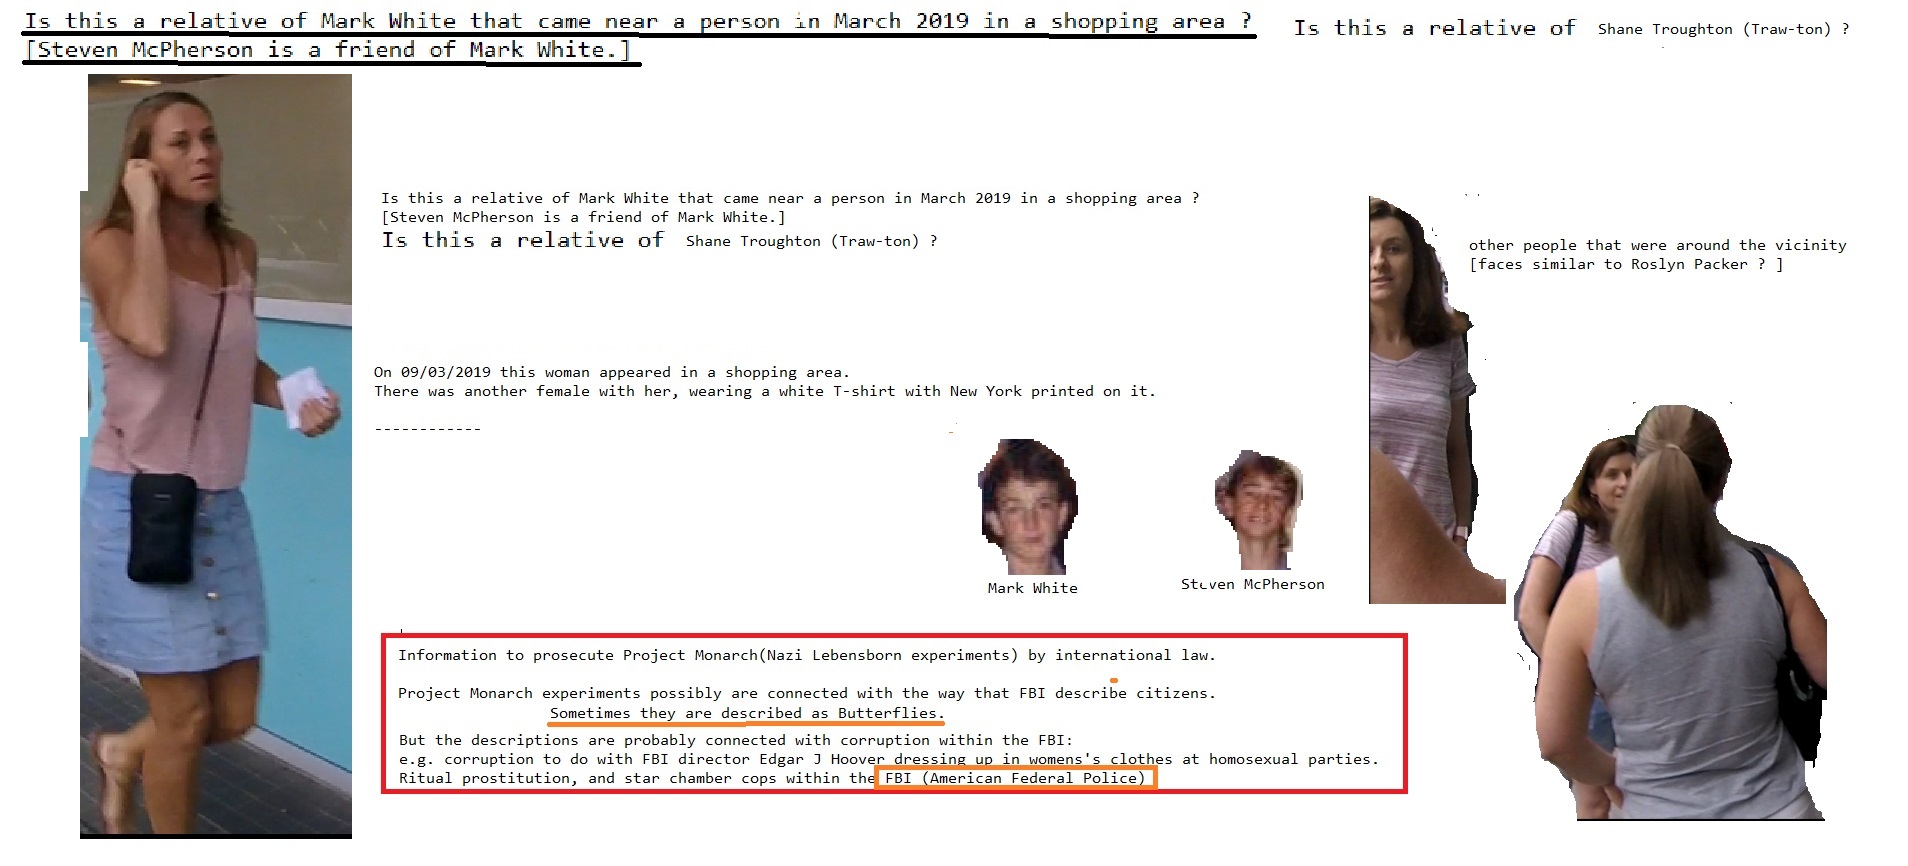 Is this a relative of Mark White that came near a person in March 2019 in a shopping area ?
[Steven McPherson is a friend of Mark White.]
Is this a relative of Shane Troughton (Traw-ton) ?
Is this a relative of Mark White that came near a person in March 2019 in a shopping area ?
[Steven McPherson is a friend of Mark White.]
Is this a relative of Shane Troughton (Traw-ton) ?
other people that were around the vicinity
[faces similar to Roslyn Packer ? ]
On 09/03/2019 this woman appeared in a shopping area.
There was another female with her, wearing a white T-shirt with New York printed on it.
------------
Mark White
Steven McPherson
Information to prosecute Project Monarch(Nazi Lebensborn experiments) by international law.
Project Monarch experiments possibly are connected with the way that FBI describe citizens.
Sometimes they are described as Butterflies.
But the descriptions are probably connected with corruption within the FBI:
e.g. corruption to do with FBI director Edgar J Hoover dressing up in womens's clothes at homosexual parties.
Ritual prostitution, and star chamber cops within the FBI (American Federal Police)